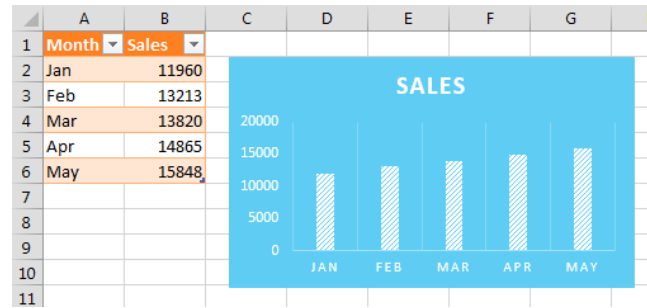 A B C D E F G
1 Month Sales
2 Jan 11960
3 Feb 13213
4 Mar 13820
5 Apr 14865
6 May 15848
7
8
9
10
11
SALES
20000
15000
10000
5000
0
JAN FEB MAR APR MAY